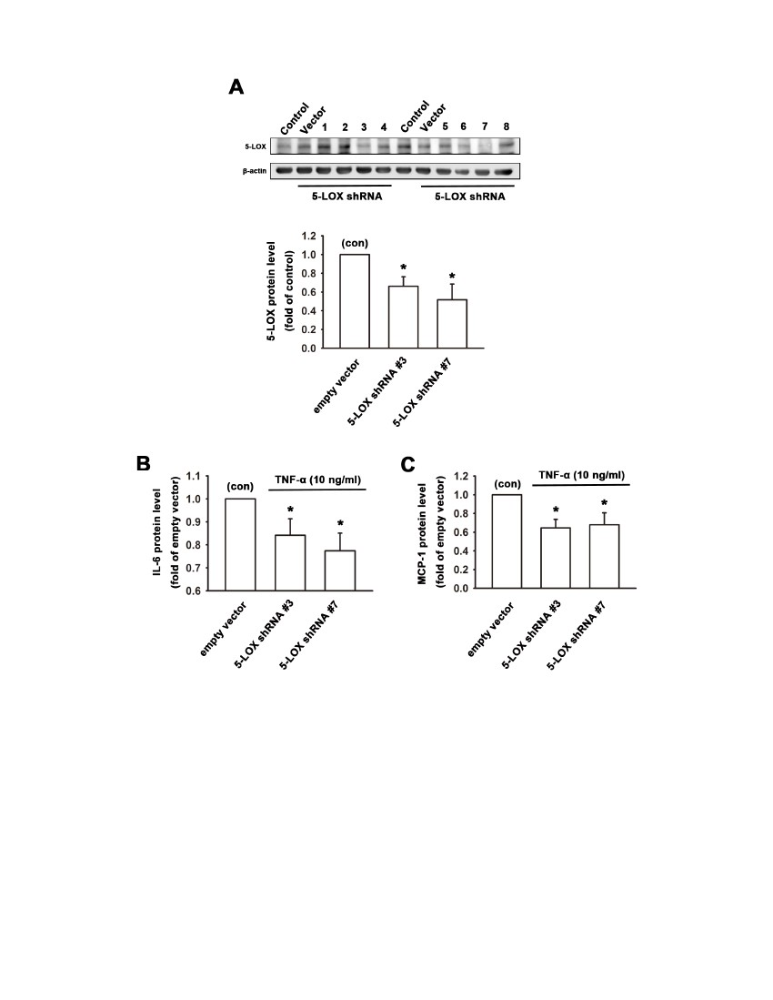 A
Control Vector 1 2 3 4 Control Vector 5 6 7 8
5-LOX
β-actin
5-LOX shRNA 5-LOX shRNA
5-LOX protein level
(fold of control)
1.2
1.0
0.8
0.6
0.4
0.2
0.0
(con)
*
*
empty vector
5-LOX shRNA #3
5-LOX shRNA #7
B
IL-6 protein level
(fold of empty vector)
1.1
1.0
0.9
0.8
0.7
0.6
(con)
TNF-α (10 ng/ml)
*
*
empty vector
5-LOX shRNA #3
5-LOX shRNA #7
C
MCP-1 protein level
(fold of empty vector)
1.2
1.0
0.8
0.6
0.4
0.2
0.0
(con)
TNF-α (10 ng/ml)
*
*
empty vector
5-LOX shRNA #3
5-LOX shRNA #7